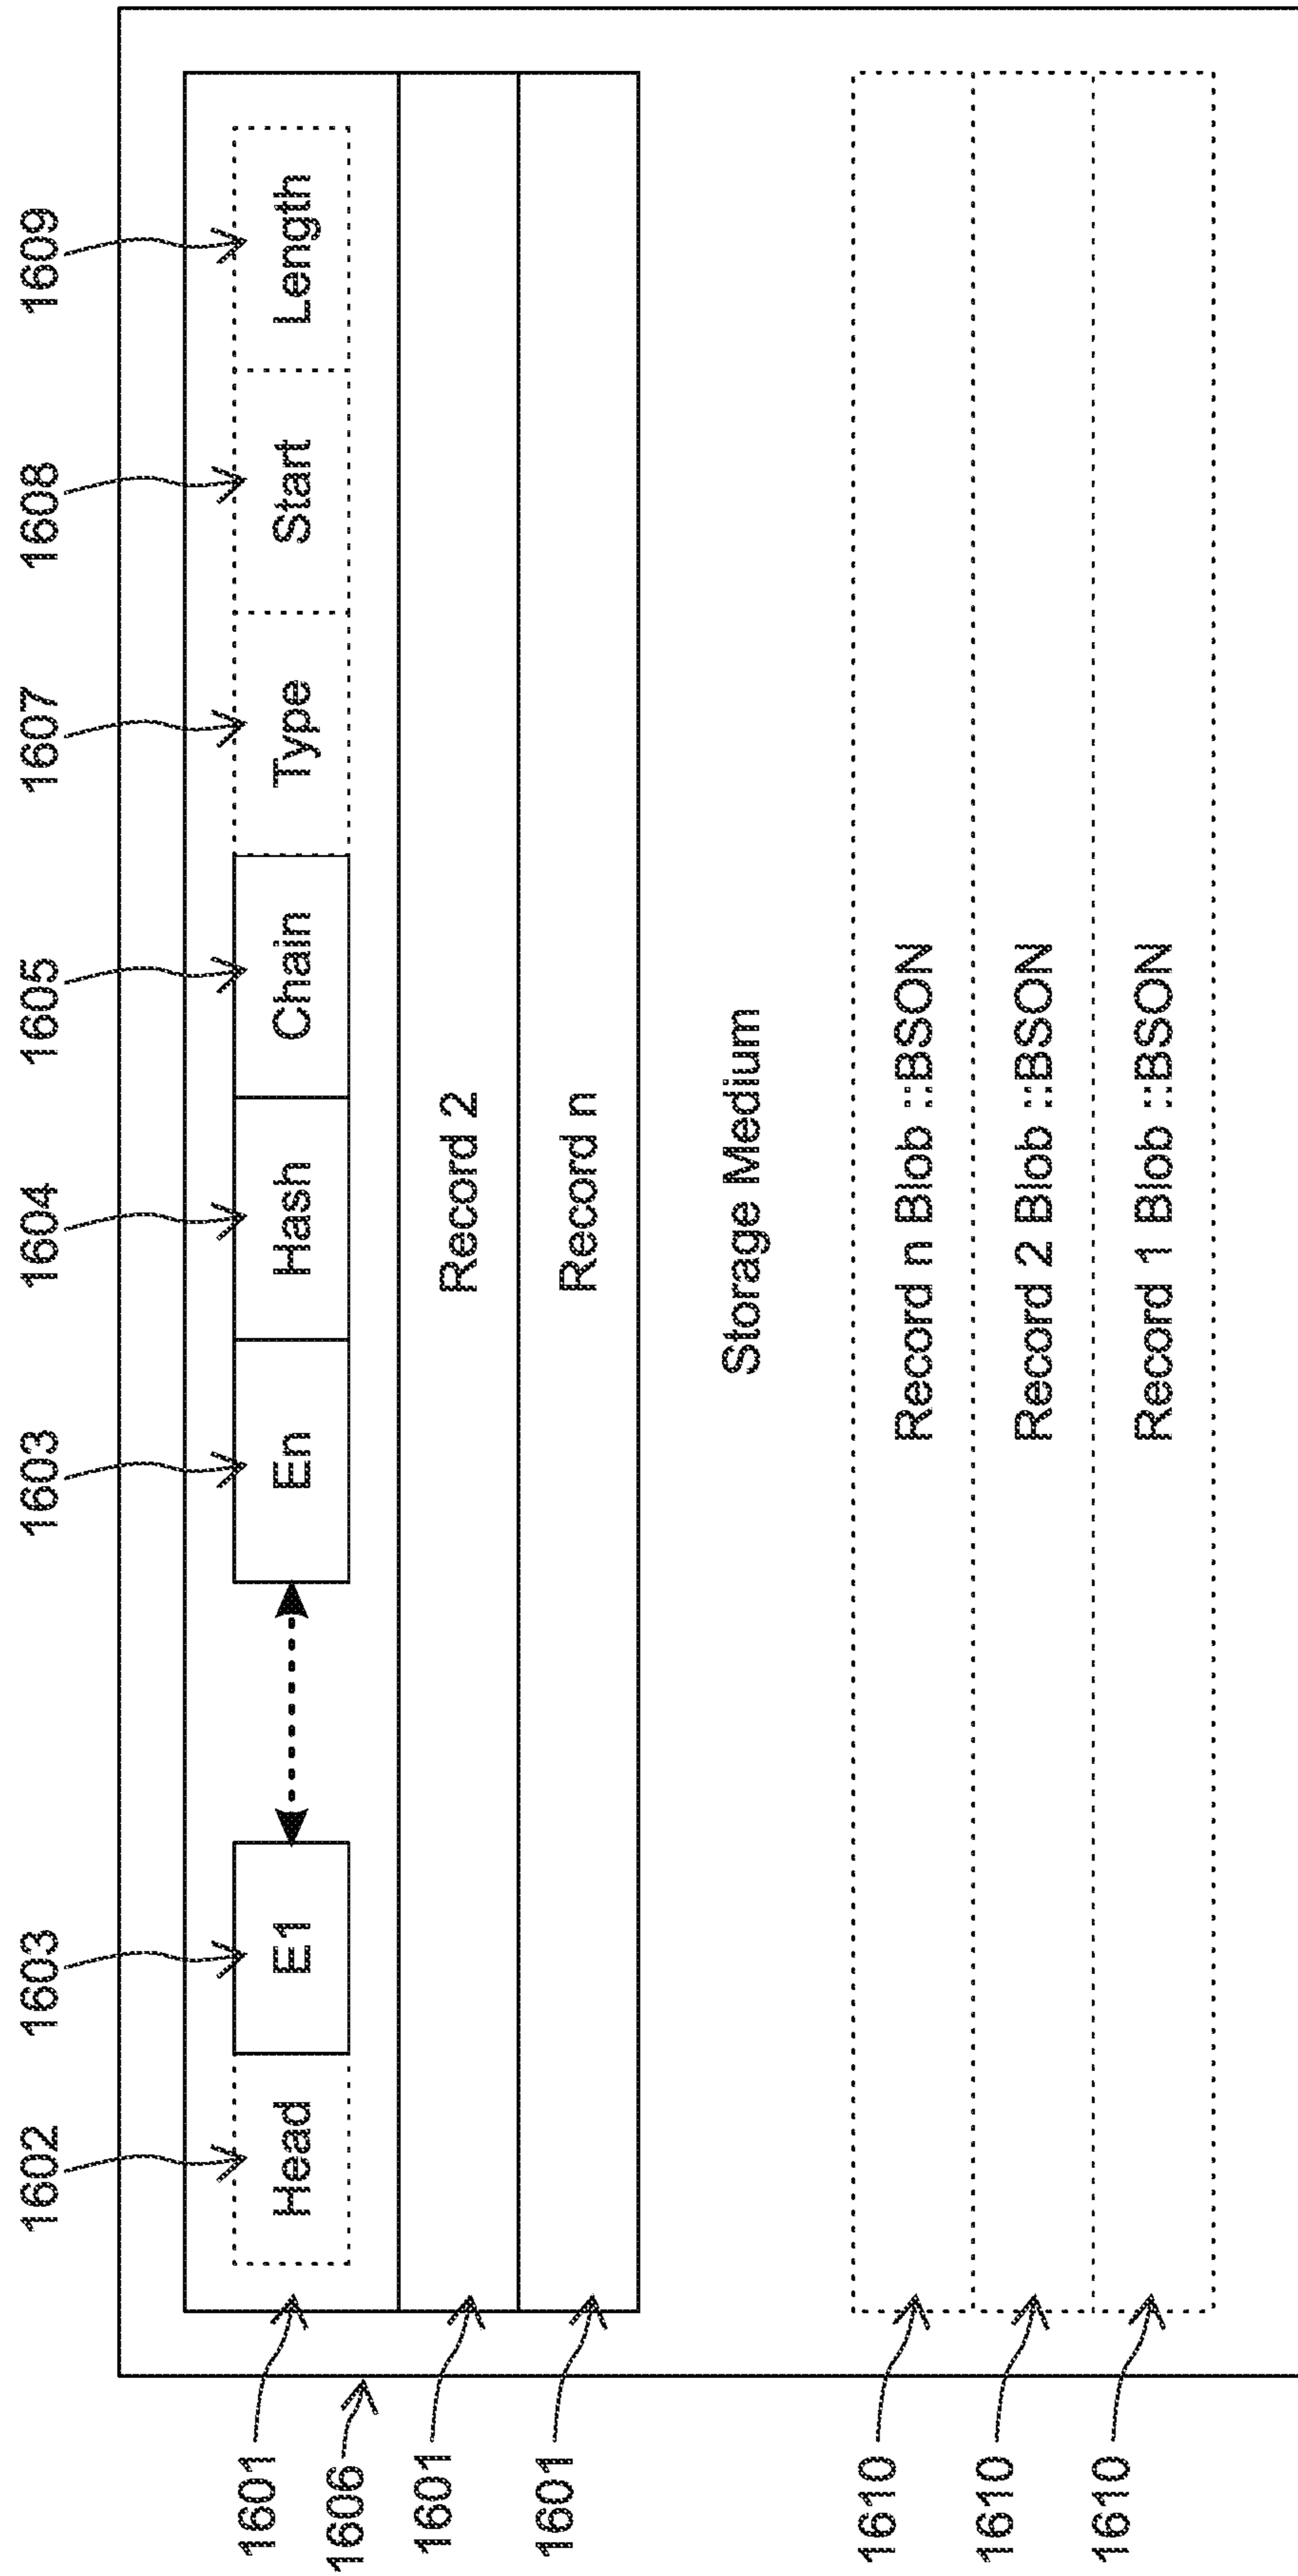 1602 1603 1603 1604 1605 1607 1608 1609
Head E1 En Hash Chain Type Start Length
1601
1606
1601 Record 2
1601 Record n
Storage Medium
1610 Record n Blob ::BSON
1610 Record 2 Blob ::BSON
1610 Record 1 Blob ::BSON